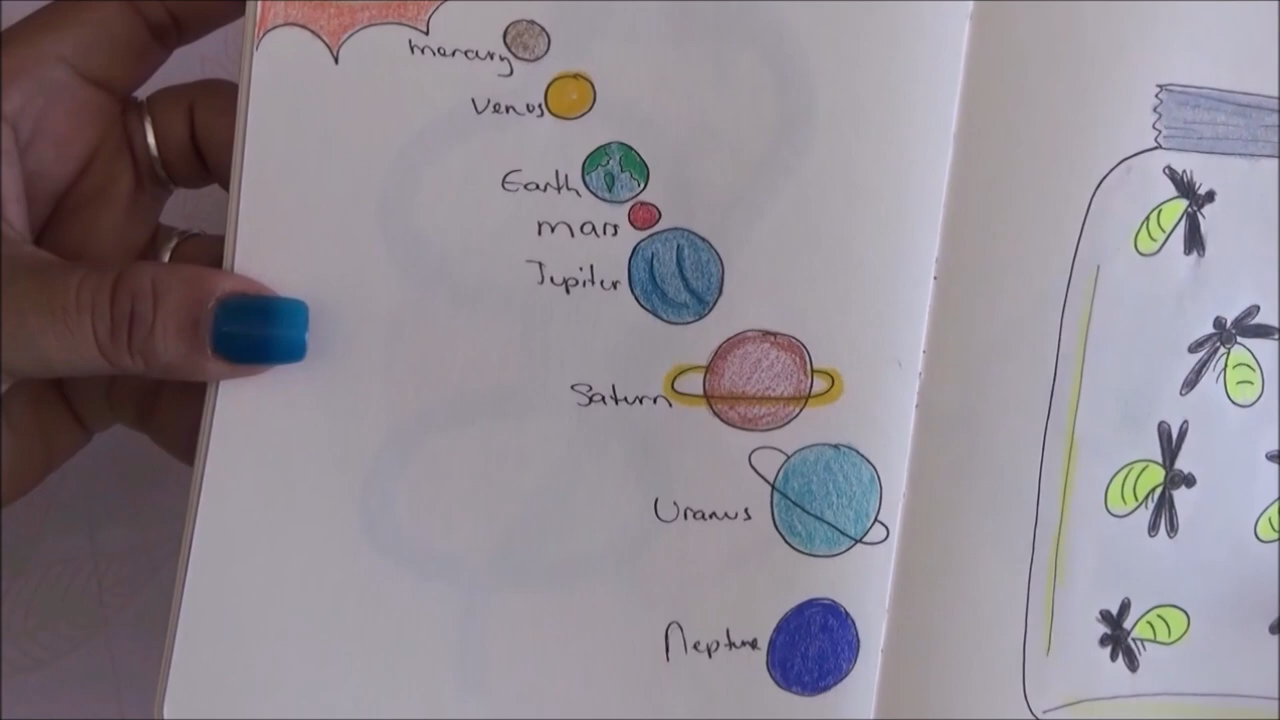 mercury
Venus
Earth
mars
Jupiter
Saturn
Uranus
Neptune